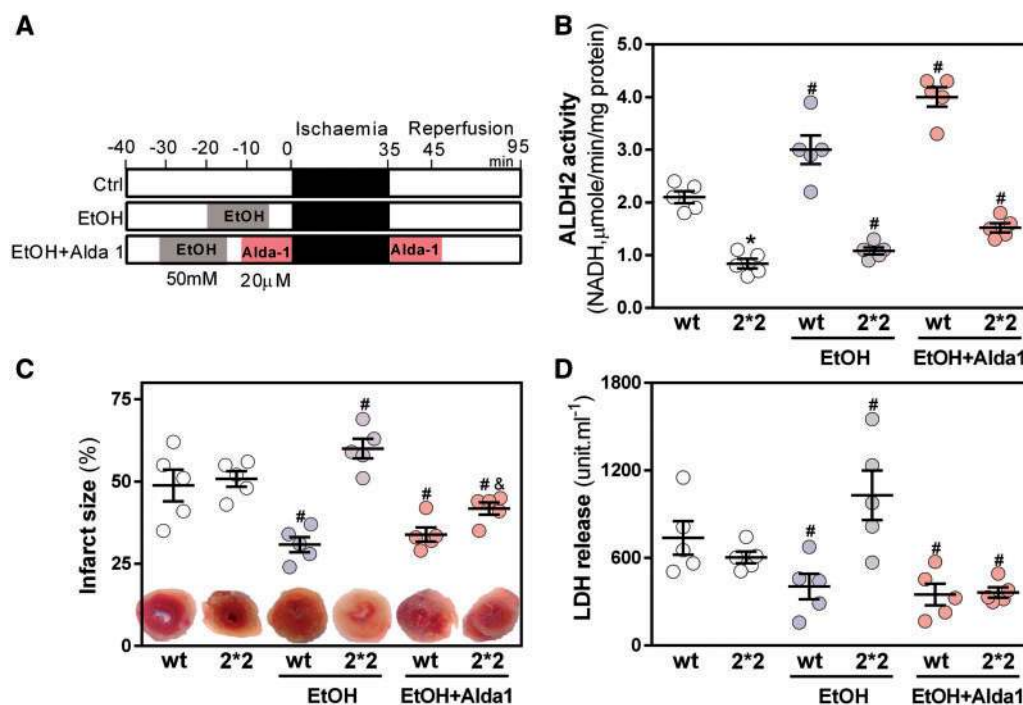 A
Ischaemia Reperfusion
-40 -30 -20 -10 0 35 45 95
min
Ctrl
EtOH EtOH
EtOH+Alda 1 EtOH Alda-1 Alda-1
50mM 20µM
B
ALDH2 activity
(NADH,µmole/min/mg protein)
5.0
4.0
3.0
2.0
1.0
0.0
* # # # #
wt 2*2 wt 2*2 wt 2*2
EtOH EtOH+Alda1
C
Infarct size (%)
75
50
25
0
# # # # &
wt 2*2 wt 2*2 wt 2*2
EtOH EtOH+Alda1
D
LDH release (unit.ml⁻¹)
1800
1200
600
0
# # # #
wt 2*2 wt 2*2 wt 2*2
EtOH EtOH+Alda1